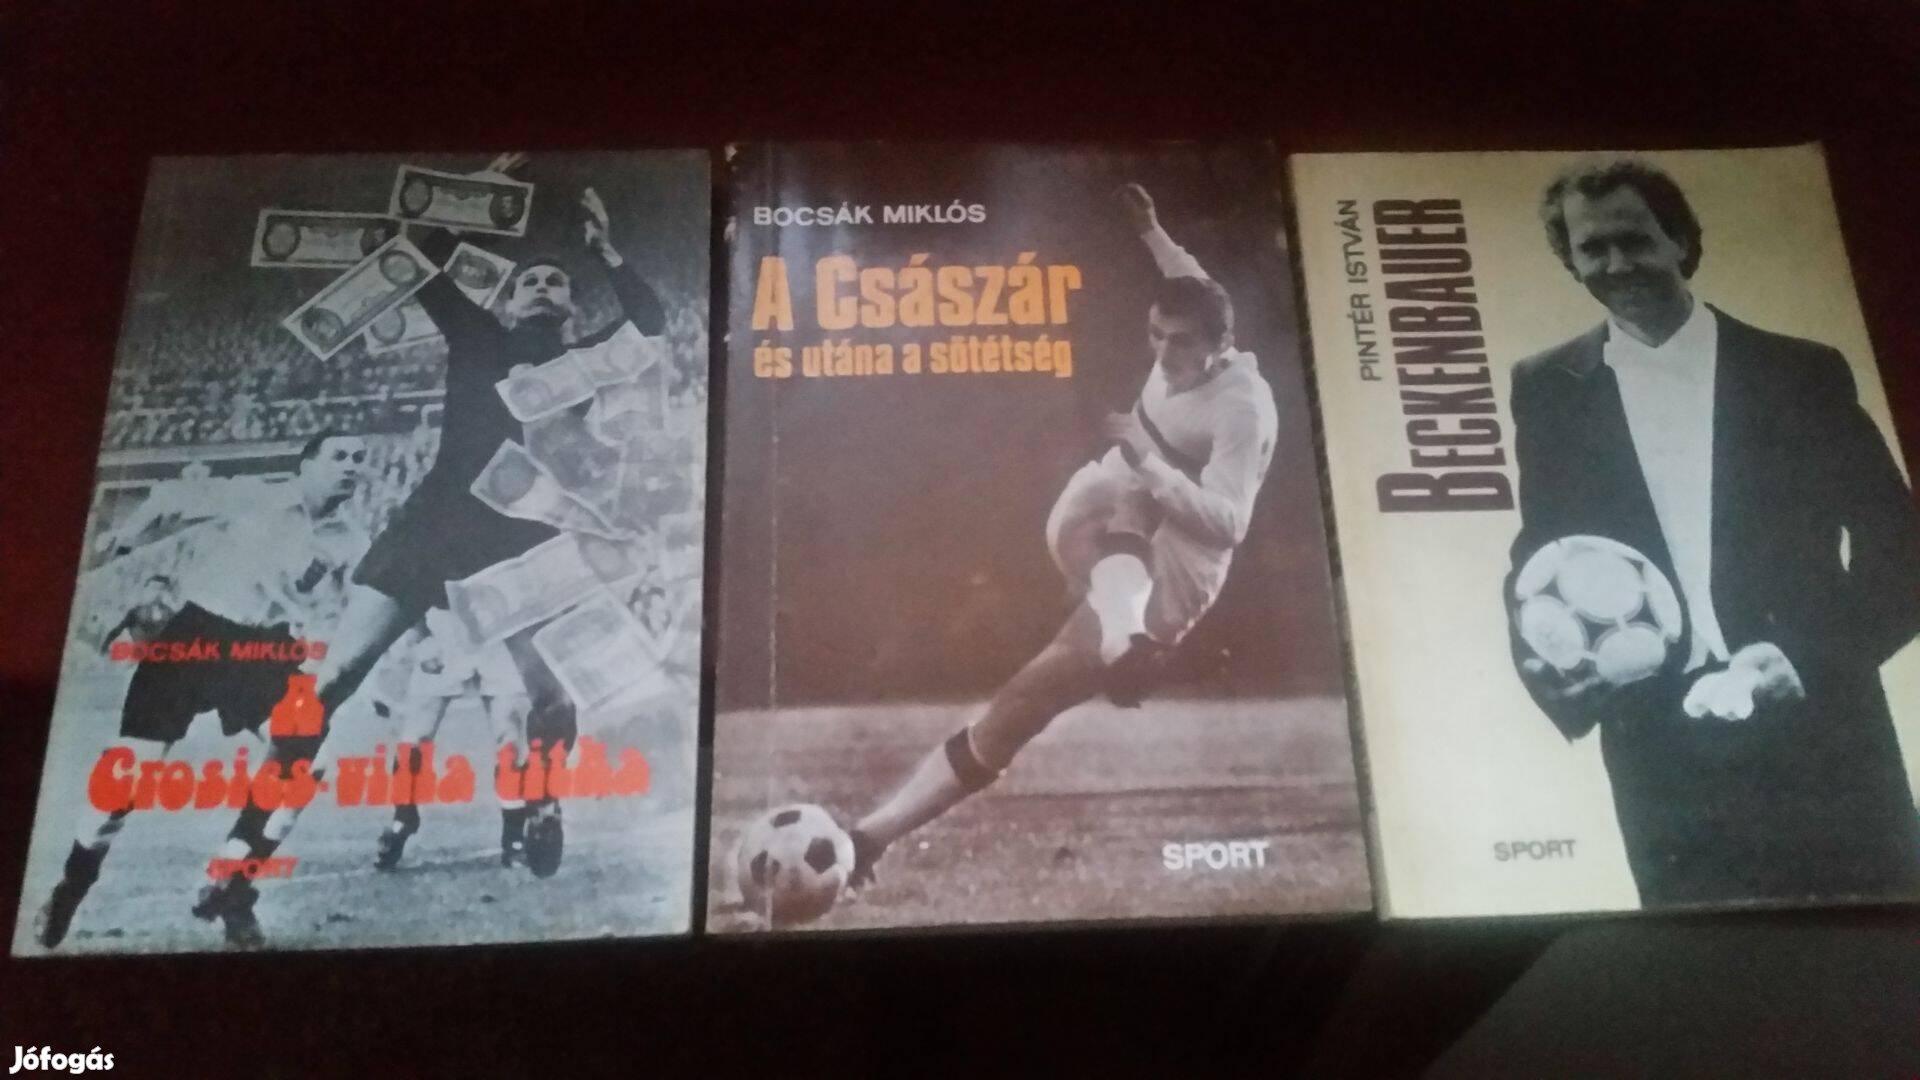 BOCSÁK MIKLÓS
A
Grosics-villa titka
SPORT
BOCSÁK MIKLÓS
A Császár
és utána a sötétség
SPORT
PINTÉR ISTVÁN
BECKENBAUER
SPORT
Jófogás